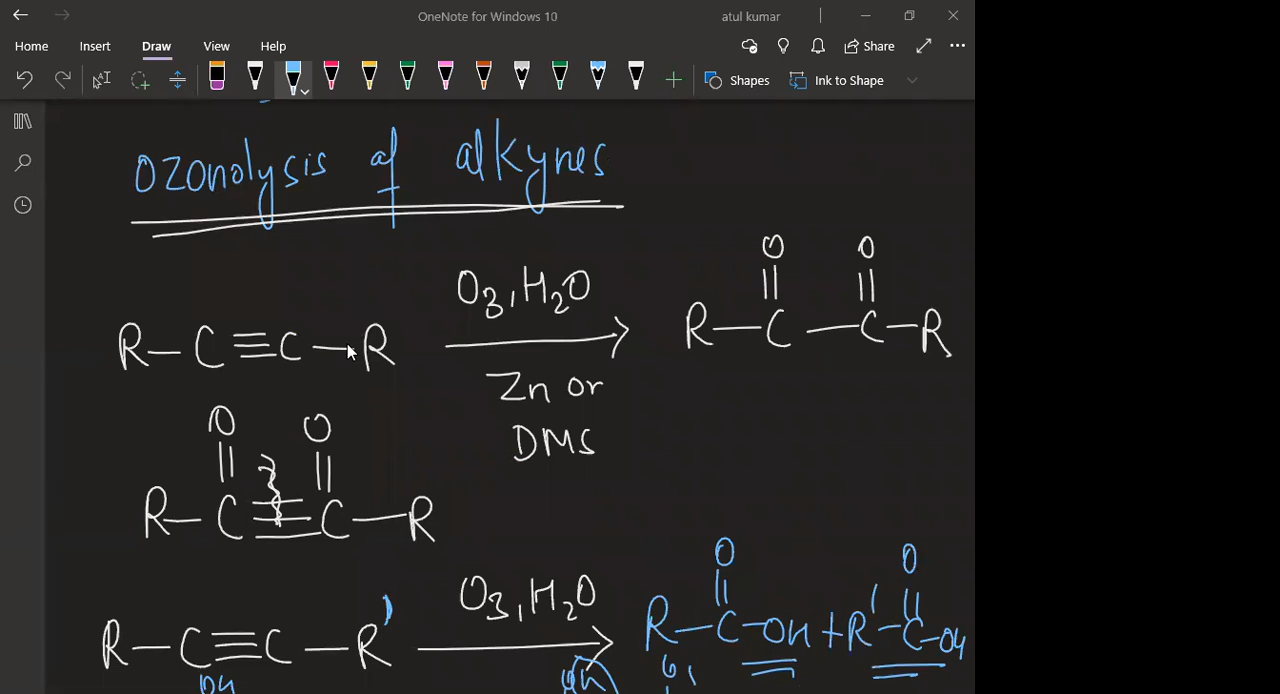 OneNote for Windows 10
atul kumar
Home Insert Draw View Help
Share
Shapes
Ink to Shape
Ozonolysis of alkynes
O O
O3, H2O
R—C≡C—R
R—C—C—R
Zn or
DMS
O O
R—C≡C—R
O O
O3, H2O
R—C≡C—R'
R—C—OH + R'—C—OH
OH